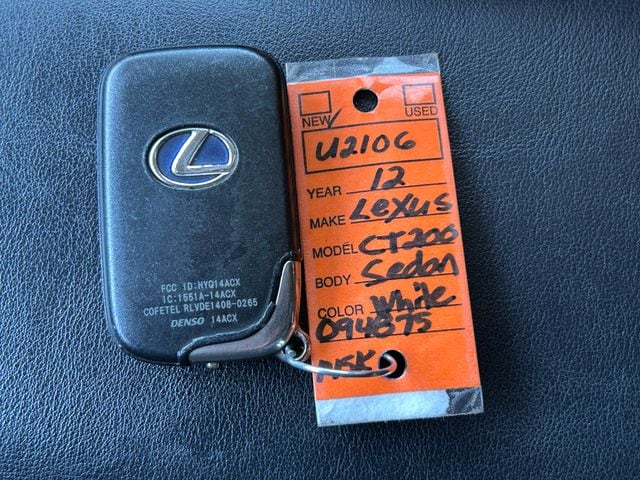 FCC ID:HYQ14ACX
IC:1551A-14ACX
COFETEL RLVDE1408-0265
DENSO 14ACX
NEW USED
U2106
YEAR 12
MAKE Lexus
MODEL CT200
BODY Sedan
COLOR White
094875